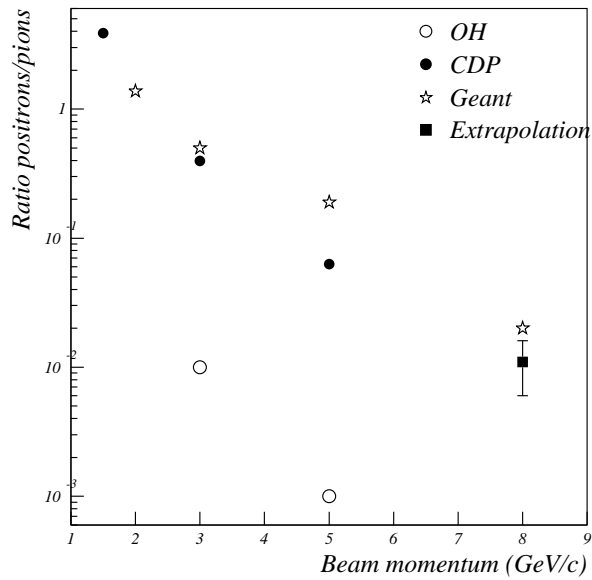 Ratio positrons/pions
OH
CDP
Geant
Extrapolation
1
10 -1
10 -2
10 -3
1 2 3 4 5 6 7 8 9
Beam momentum (GeV/c)